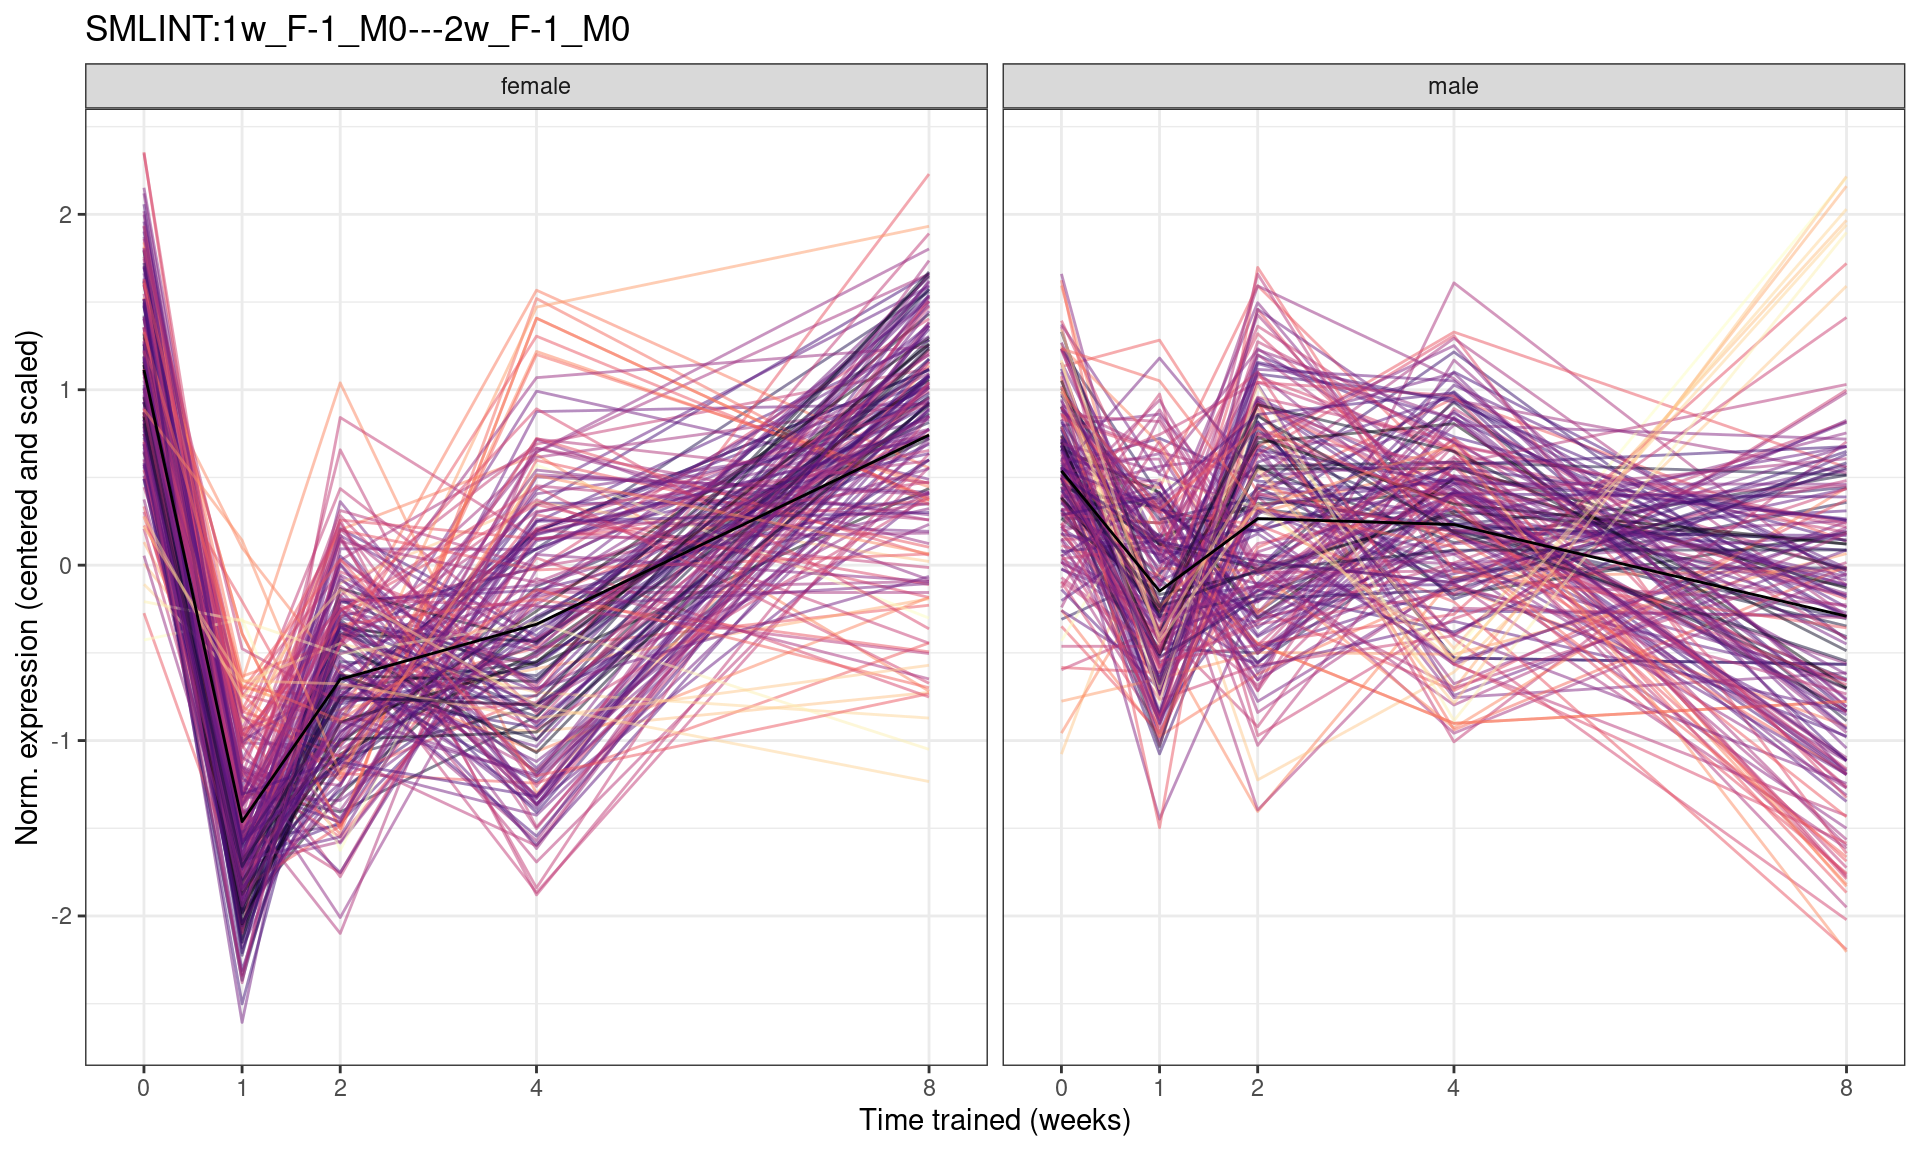 SMLINT:1w_F-1_M0---2w_F-1_M0
female
male
Norm. expression (centered and scaled)
2
1
0
-1
-2
0 1 2 4 8
0 1 2 4 8
Time trained (weeks)